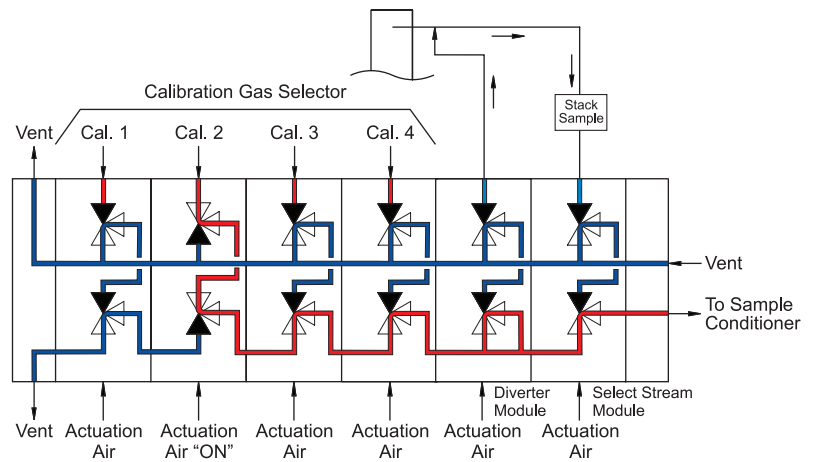 Stack
Sample
Calibration Gas Selector
Vent
Cal. 1
Cal. 2
Cal. 3
Cal. 4
Vent
To Sample
Conditioner
Diverter
Module
Select Stream
Module
Vent
Actuation
Air
Actuation
Air “ON”
Actuation
Air
Actuation
Air
Actuation
Air
Actuation
Air